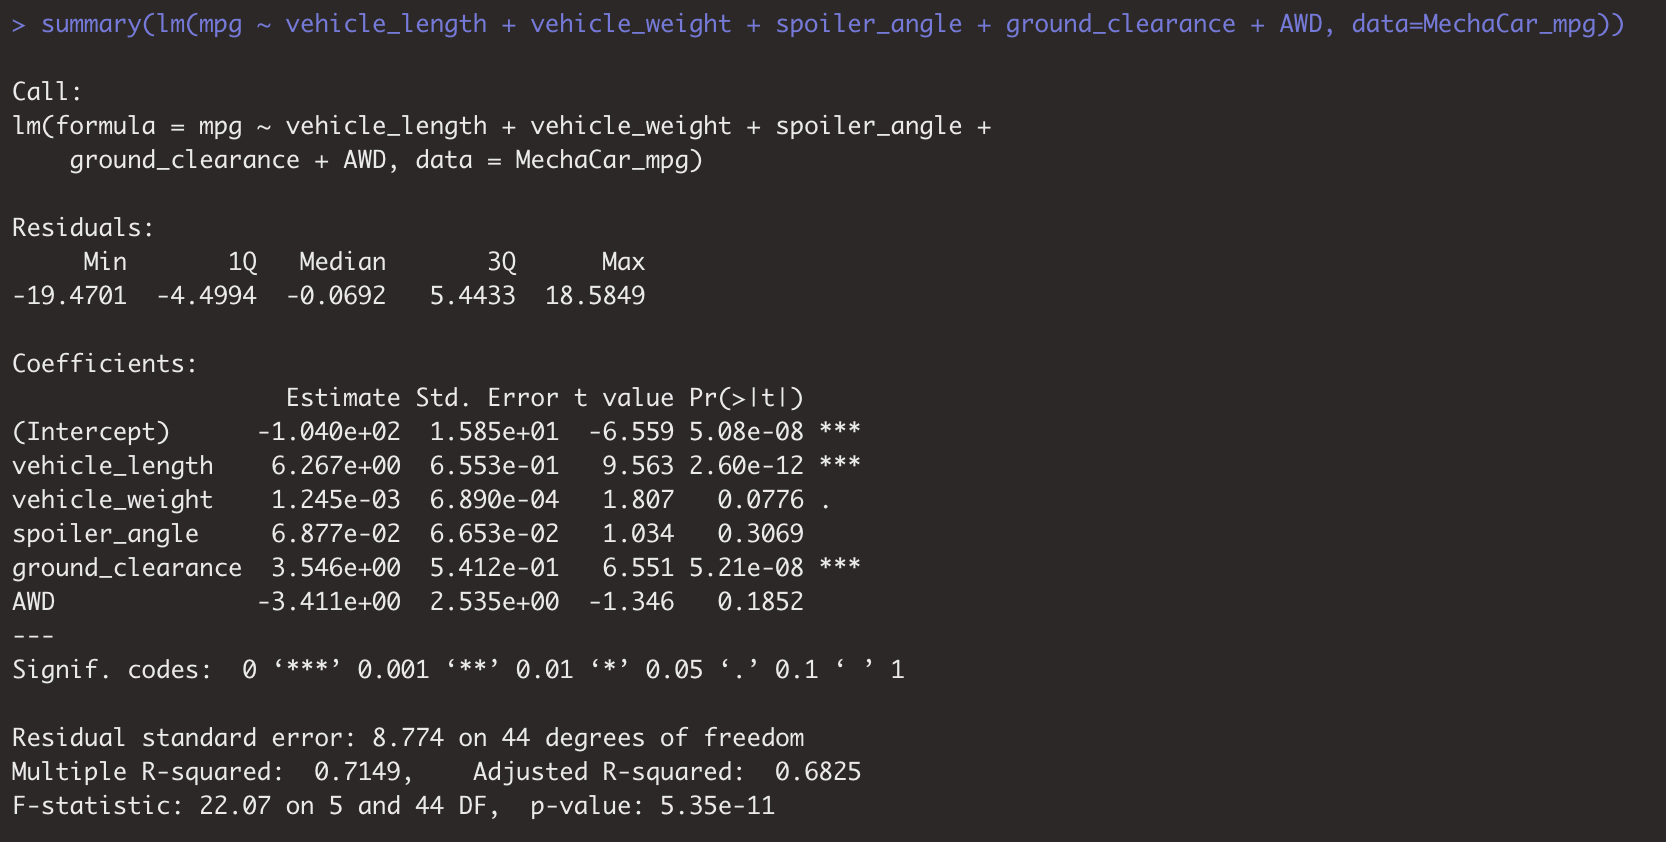 > summary(lm(mpg ~ vehicle_length + vehicle_weight + spoiler_angle + ground_clearance + AWD, data=MechaCar_mpg))

Call:
lm(formula = mpg ~ vehicle_length + vehicle_weight + spoiler_angle +
    ground_clearance + AWD, data = MechaCar_mpg)

Residuals:
     Min       1Q   Median       3Q      Max
-19.4701  -4.4994  -0.0692   5.4433  18.5849

Coefficients:
                   Estimate Std. Error t value Pr(>|t|)
(Intercept)      -1.040e+02  1.585e+01  -6.559 5.08e-08 ***
vehicle_length    6.267e+00  6.553e-01   9.563 2.60e-12 ***
vehicle_weight    1.245e-03  6.890e-04   1.807   0.0776 .
spoiler_angle     6.877e-02  6.653e-02   1.034   0.3069
ground_clearance  3.546e+00  5.412e-01   6.551 5.21e-08 ***
AWD              -3.411e+00  2.535e+00  -1.346   0.1852
---
Signif. codes:  0 ‘***’ 0.001 ‘**’ 0.01 ‘*’ 0.05 ‘.’ 0.1 ‘ ’ 1

Residual standard error: 8.774 on 44 degrees of freedom
Multiple R-squared:  0.7149,    Adjusted R-squared:  0.6825
F-statistic: 22.07 on 5 and 44 DF,  p-value: 5.35e-11